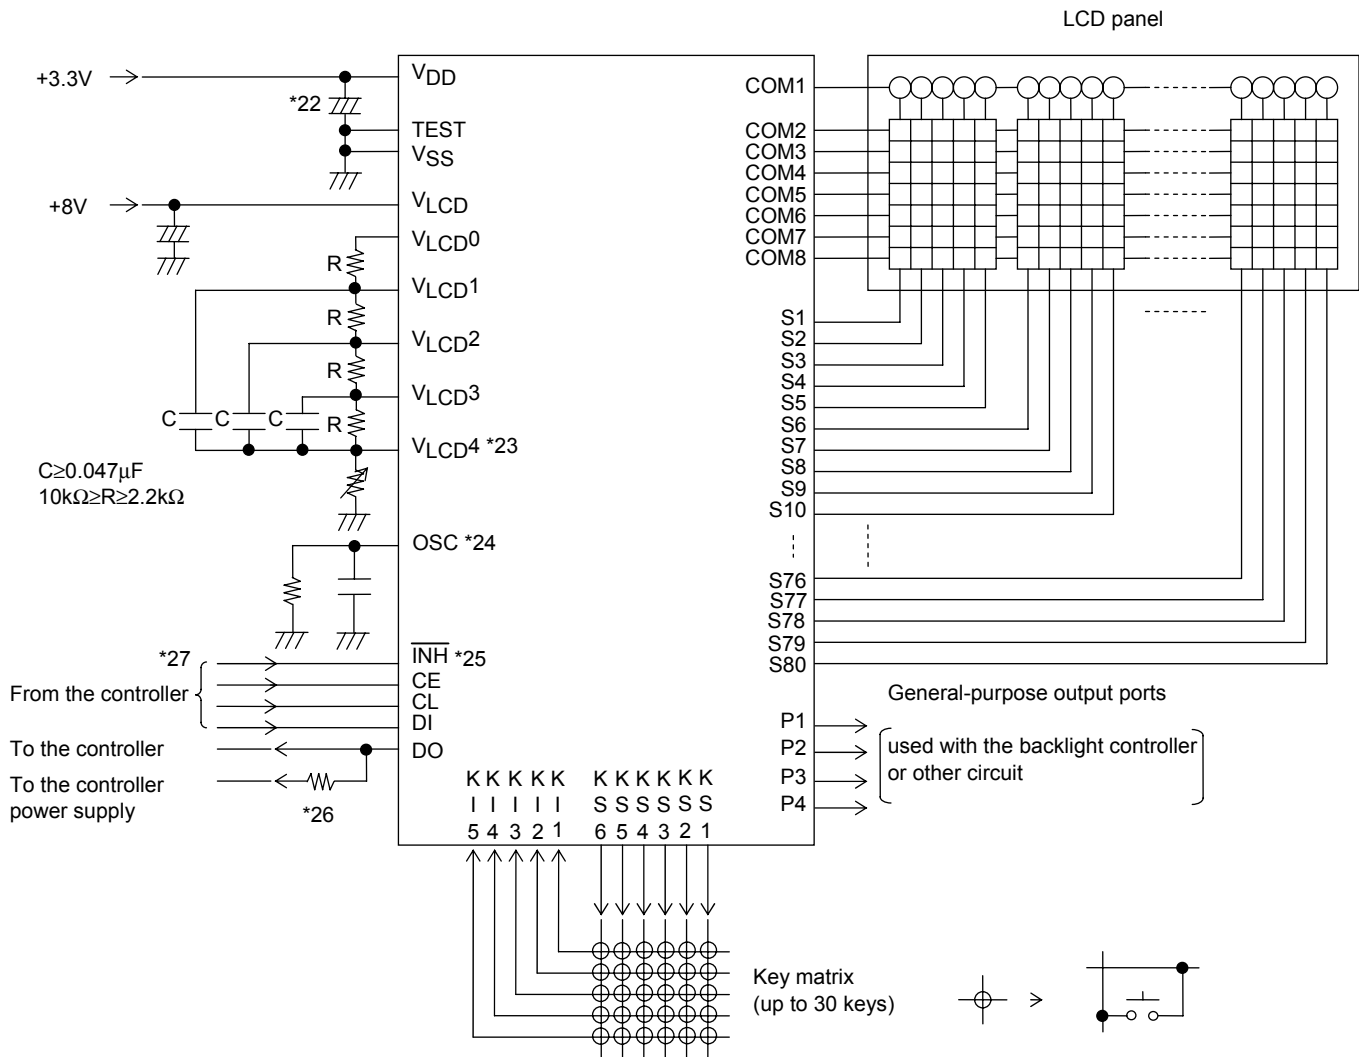 LCD panel
+3.3V
*22
VDD
TEST
VSS
+8V
VLCD
VLCD0
R
VLCD1
R
VLCD2
R
VLCD3
C
C
C
R
VLCD4 *23
C≥0.047μF
10kΩ≥R≥2.2kΩ
OSC *24
*27
INH *25
From the controller
CE
CL
DI
To the controller
DO
To the controller
power supply
*26
COM1
COM2
COM3
COM4
COM5
COM6
COM7
COM8
S1
S2
S3
S4
S5
S6
S7
S8
S9
S10
S76
S77
S78
S79
S80
General-purpose output ports
P1
P2
P3
P4
used with the backlight controller
or other circuit
K K K K K K K K K K K
I I I I I S S S S S S
5 4 3 2 1 6 5 4 3 2 1
Key matrix
(up to 30 keys)